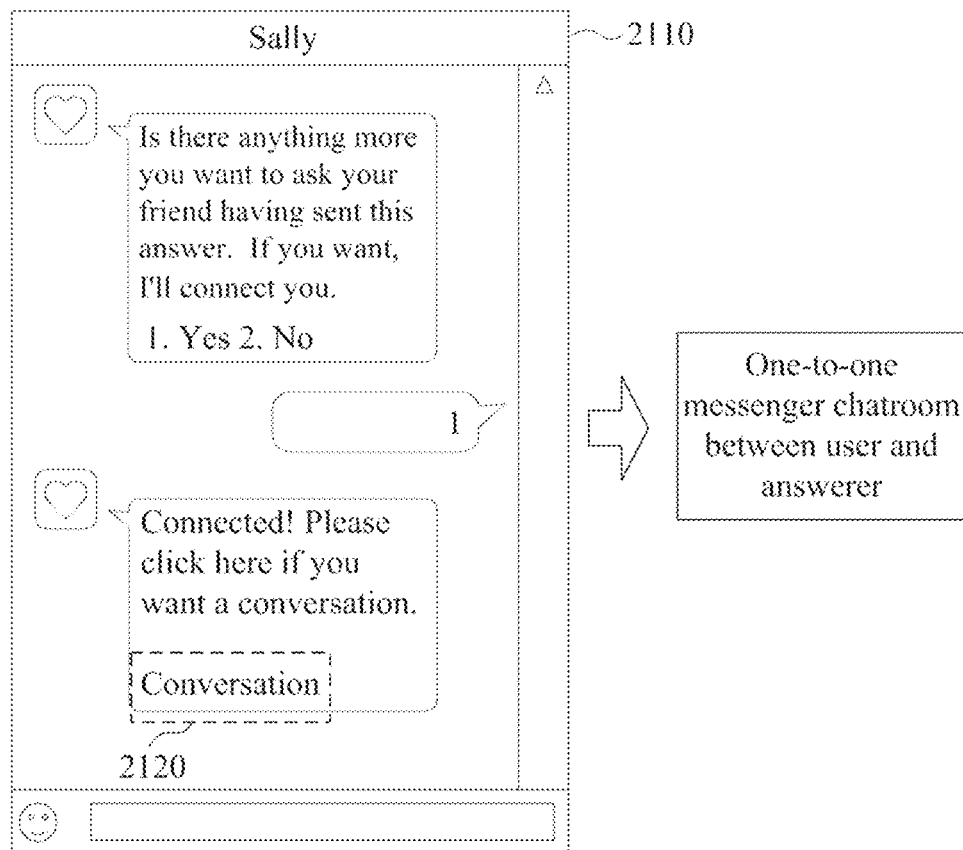 Sally
2110
Is there anything more
you want to ask your
friend having sent this
answer.  If you want,
I'll connect you.
1. Yes 2. No
1
Connected! Please
click here if you
want a conversation.
Conversation
2120
One-to-one
messenger chatroom
between user and
answerer